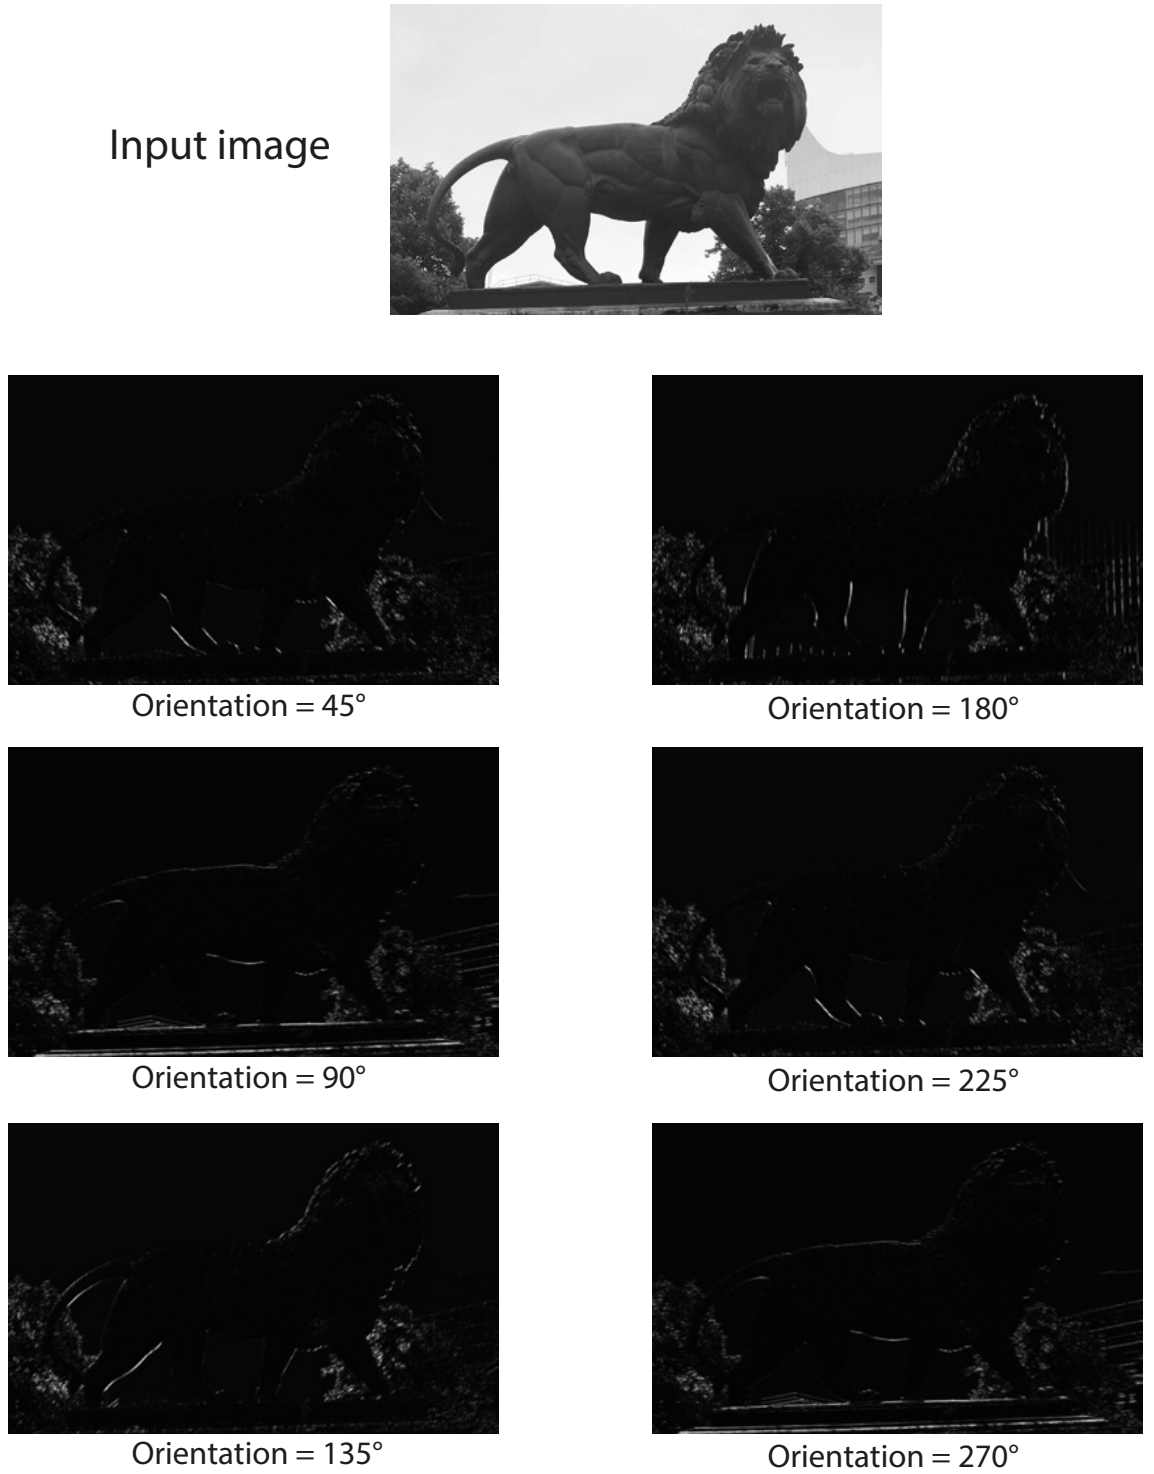 Input image
Orientation = 45°
Orientation = 180°
Orientation = 90°
Orientation = 225°
Orientation = 135°
Orientation = 270°